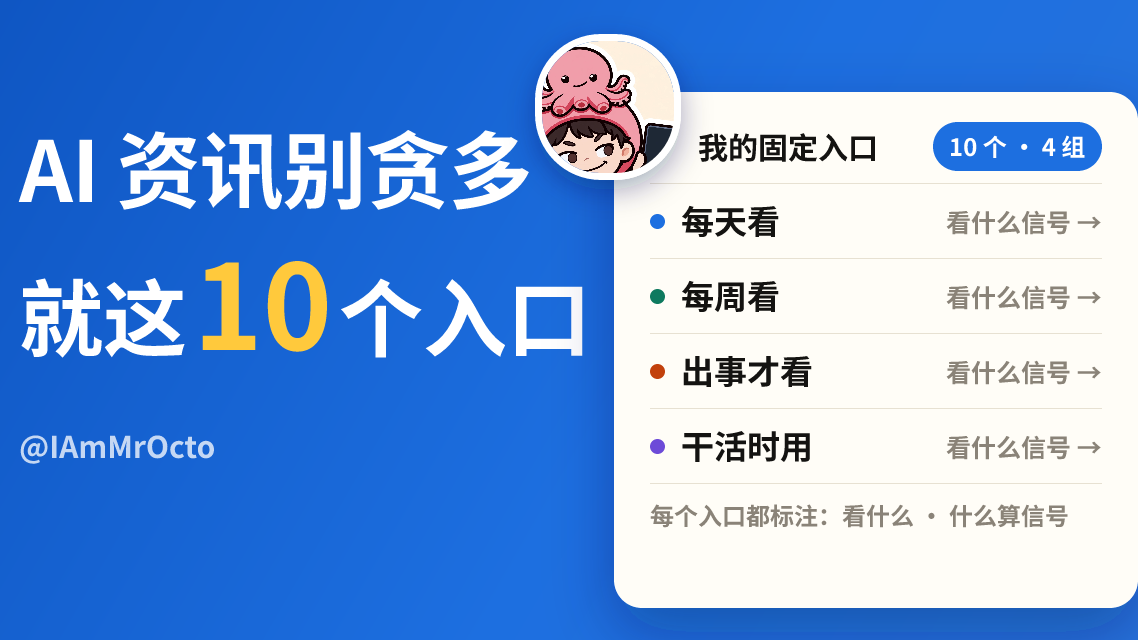 AI 资讯别贪多
就这10个入口
@IAmMrOcto
我的固定入口
10 个 · 4 组
每天看
看什么信号 →
每周看
看什么信号 →
出事才看
看什么信号 →
干活时用
看什么信号 →
每个入口都标注：看什么 · 什么算信号